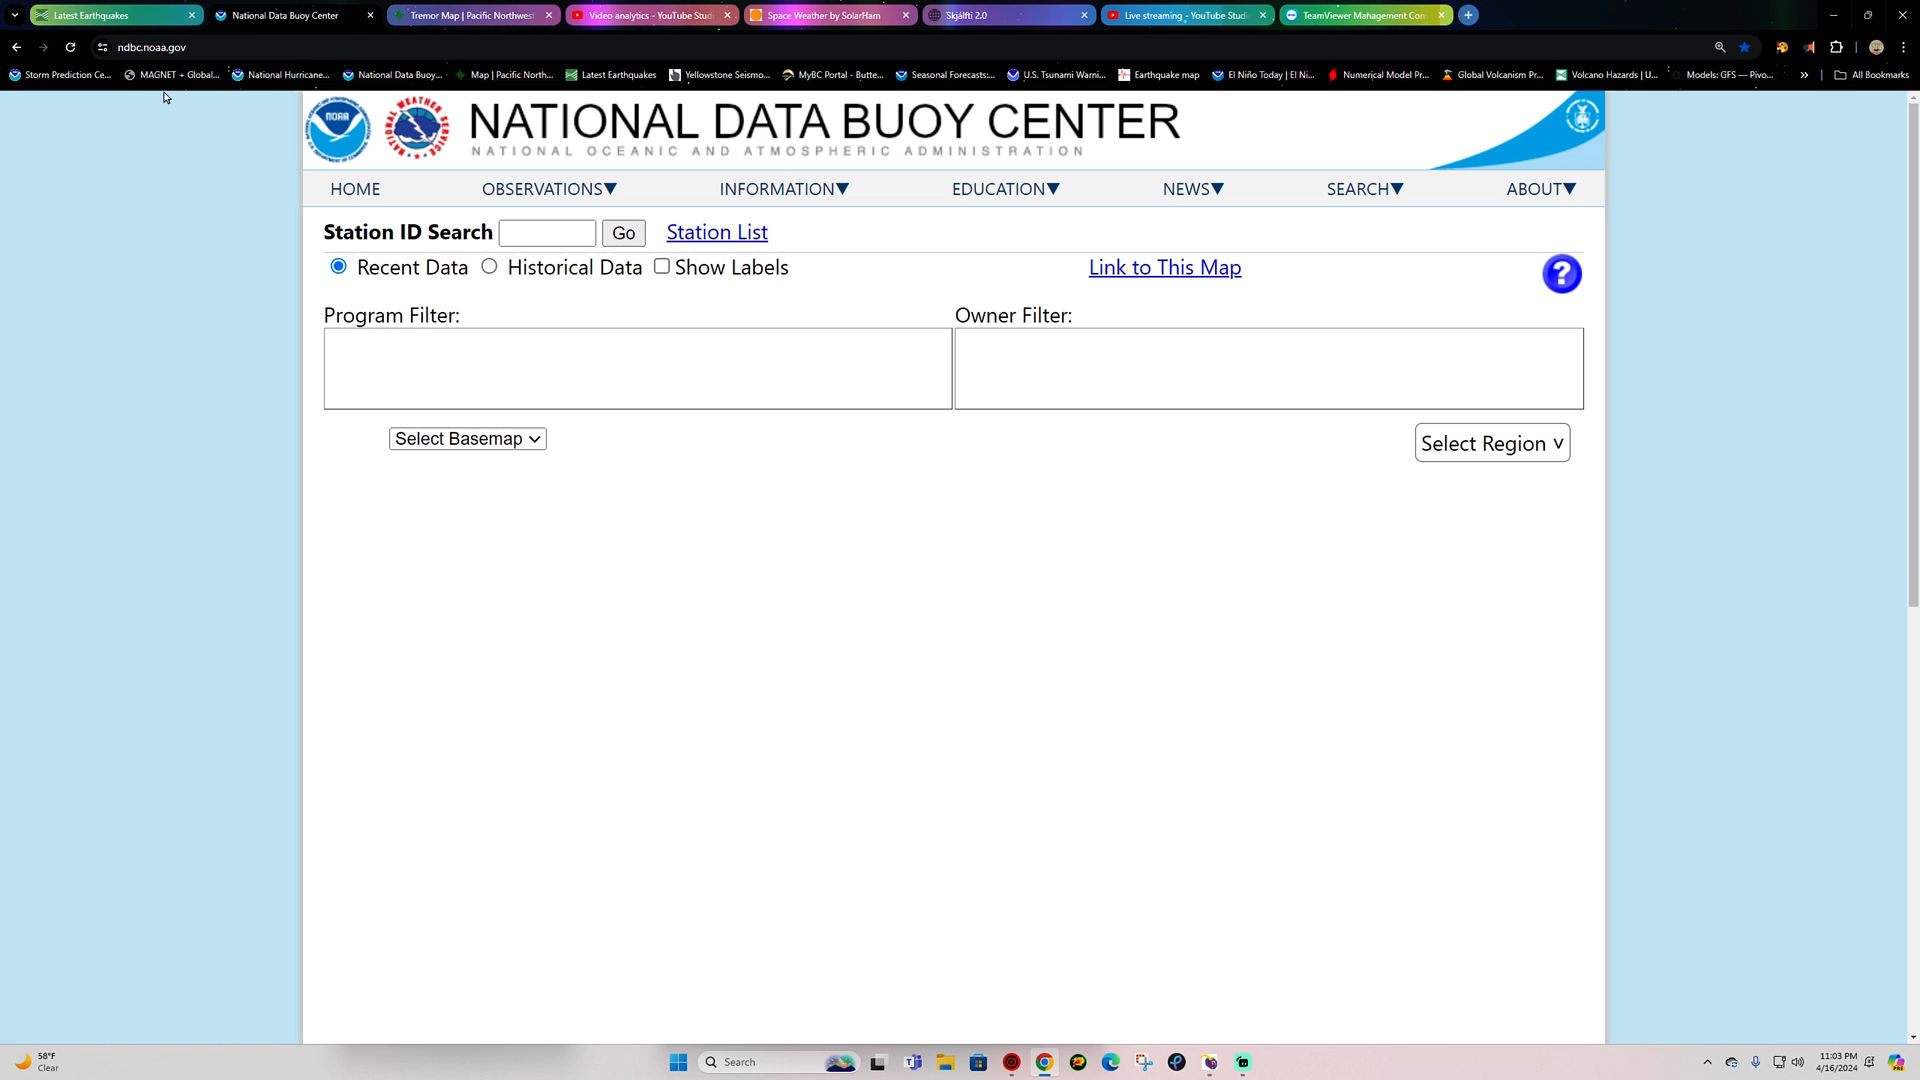 Latest Earthquakes
National Data Buoy Center
Tremor Map | Pacific Northwest
Video analytics - YouTube Studi
Space Weather by SolarHam
Skjálfti 2.0
Live streaming - YouTube Studi
TeamViewer Management Con
ndbc.noaa.gov
Storm Prediction Ce...
MAGNET + Global...
National Hurricane...
National Data Buoy...
Map | Pacific North...
Latest Earthquakes
Yellowstone Seismo...
MyBC Portal - Butte...
Seasonal Forecasts:...
U.S. Tsunami Warni...
Earthquake map
El Niño Today | El Ni...
Numerical Model Pr...
Global Volcanism Pr...
Volcano Hazards | U...
Models: GFS — Pivo...
All Bookmarks
NOAA
NATIONAL DATA BUOY CENTER
NATIONAL OCEANIC AND ATMOSPHERIC ADMINISTRATION
HOME
OBSERVATIONS▼
INFORMATION▼
EDUCATION▼
NEWS▼
SEARCH▼
ABOUT▼
Station ID Search
Go
Station List
Recent Data
Historical Data
Show Labels
Link to This Map
?
Program Filter:
Owner Filter:
Select Basemap
Select Region v
58°F
Clear
Search
11:03 PM
4/16/2024